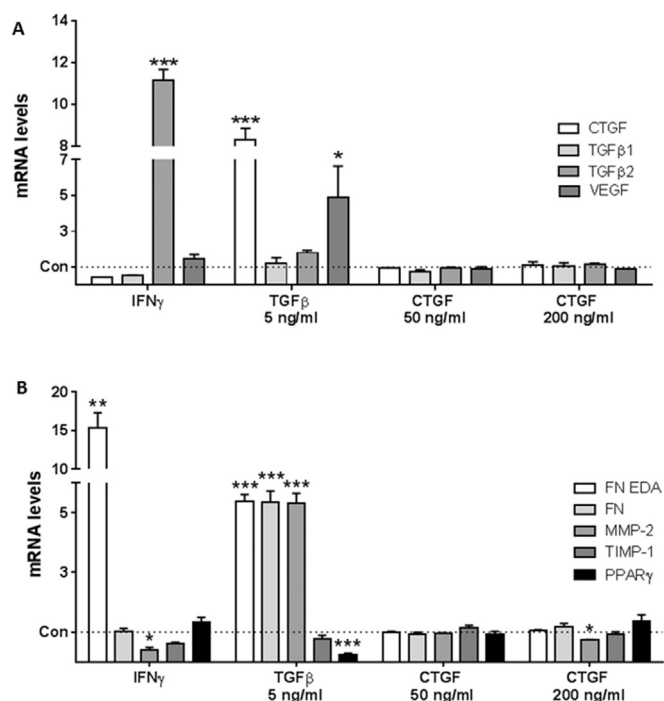 A
14
12
10
8
7
5
3
Con
mRNA levels
***
***
*
CTGF
TGFβ1
TGFβ2
VEGF
IFNγ
TGFβ
5 ng/ml
CTGF
50 ng/ml
CTGF
200 ng/ml
B
20
15
10
5
3
Con
mRNA levels
**
*
***
***
***
***
*
FN EDA
FN
MMP-2
TIMP-1
PPARγ
IFNγ
TGFβ
5 ng/ml
CTGF
50 ng/ml
CTGF
200 ng/ml